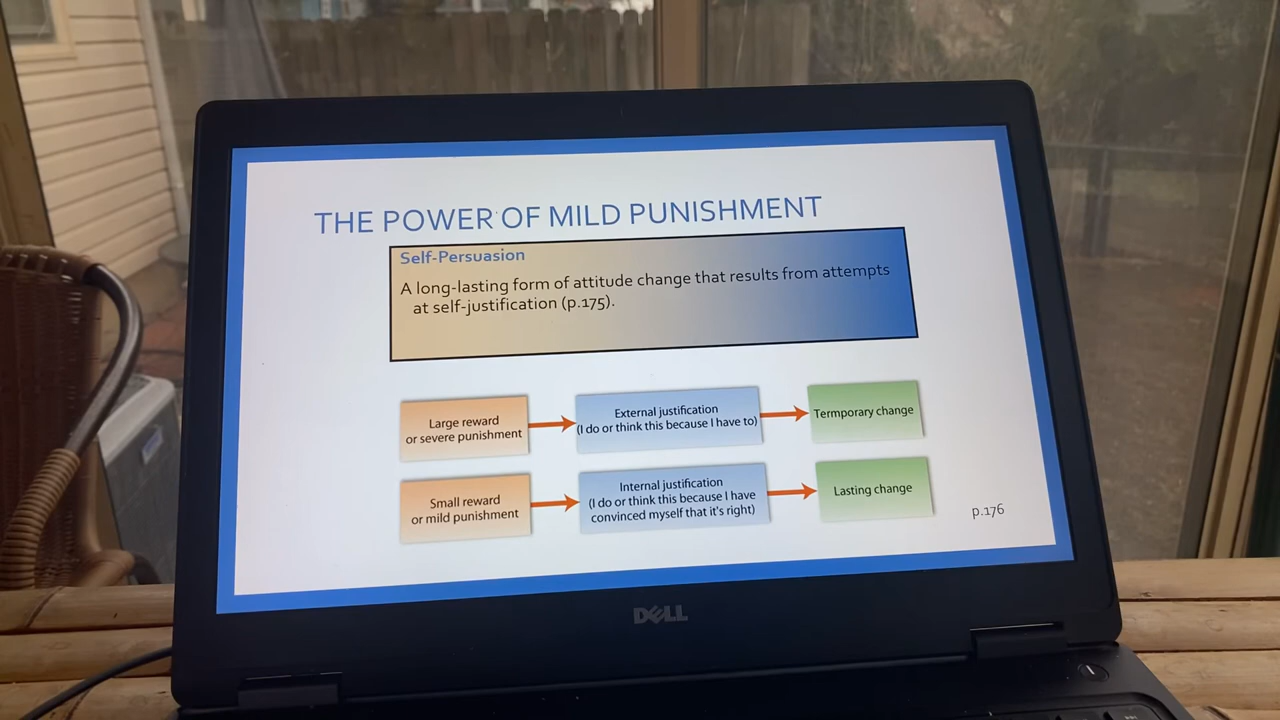 THE POWER OF MILD PUNISHMENT
Self-Persuasion
A long-lasting form of attitude change that results from attempts
at self-justification (p.175).
Large reward
or severe punishment
External justification
(I do or think this because I have to)
Termporary change
Small reward
or mild punishment
Internal justification
(I do or think this because I have
convinced myself that it's right)
Lasting change
p.176
DELL